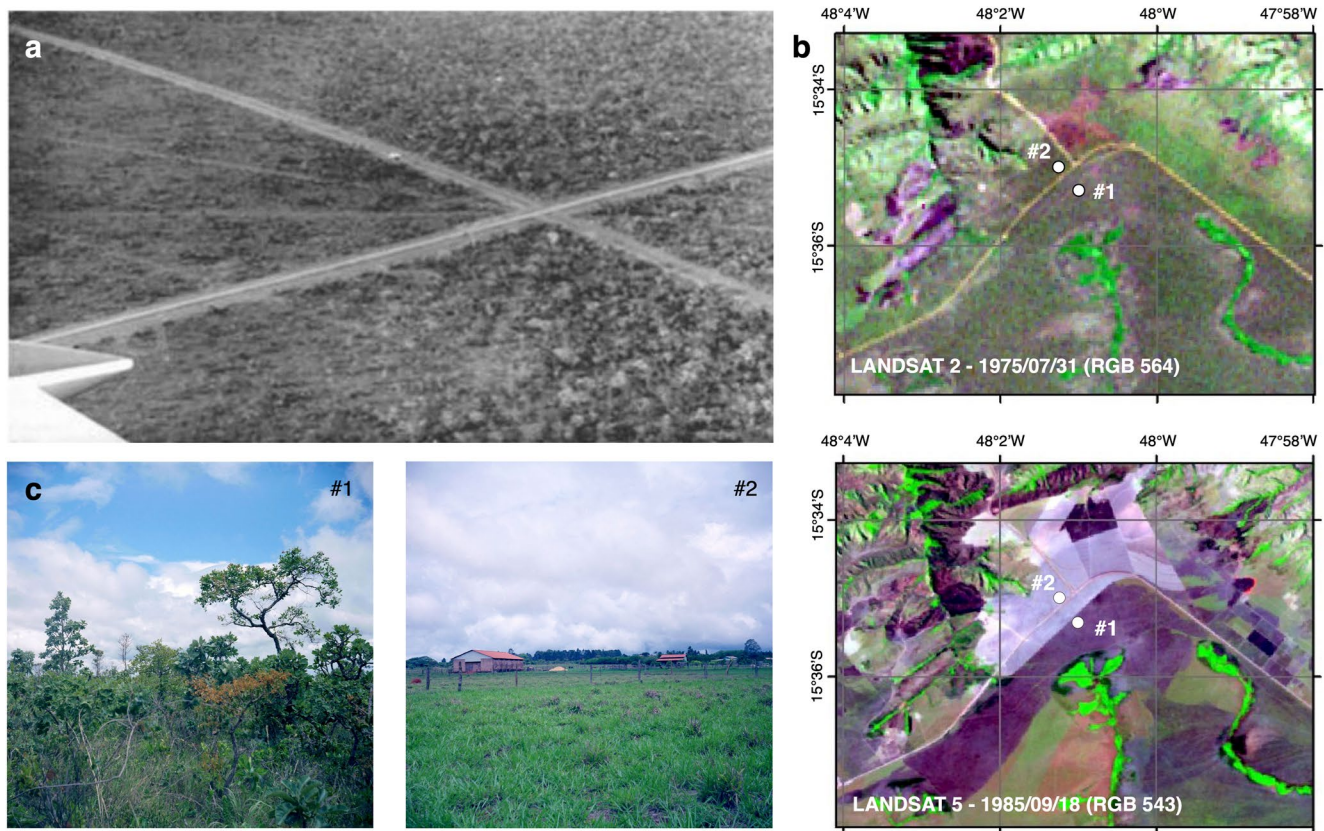 a
b
48°4'W 48°2'W 48°W 47°58'W
15°34'S
#2
#1
15°36'S
LANDSAT 2 - 1975/07/31 (RGB 564)
48°4'W 48°2'W 48°W 47°58'W
15°34'S
#2
#1
15°36'S
LANDSAT 5 - 1985/09/18 (RGB 543)
c
#1
#2